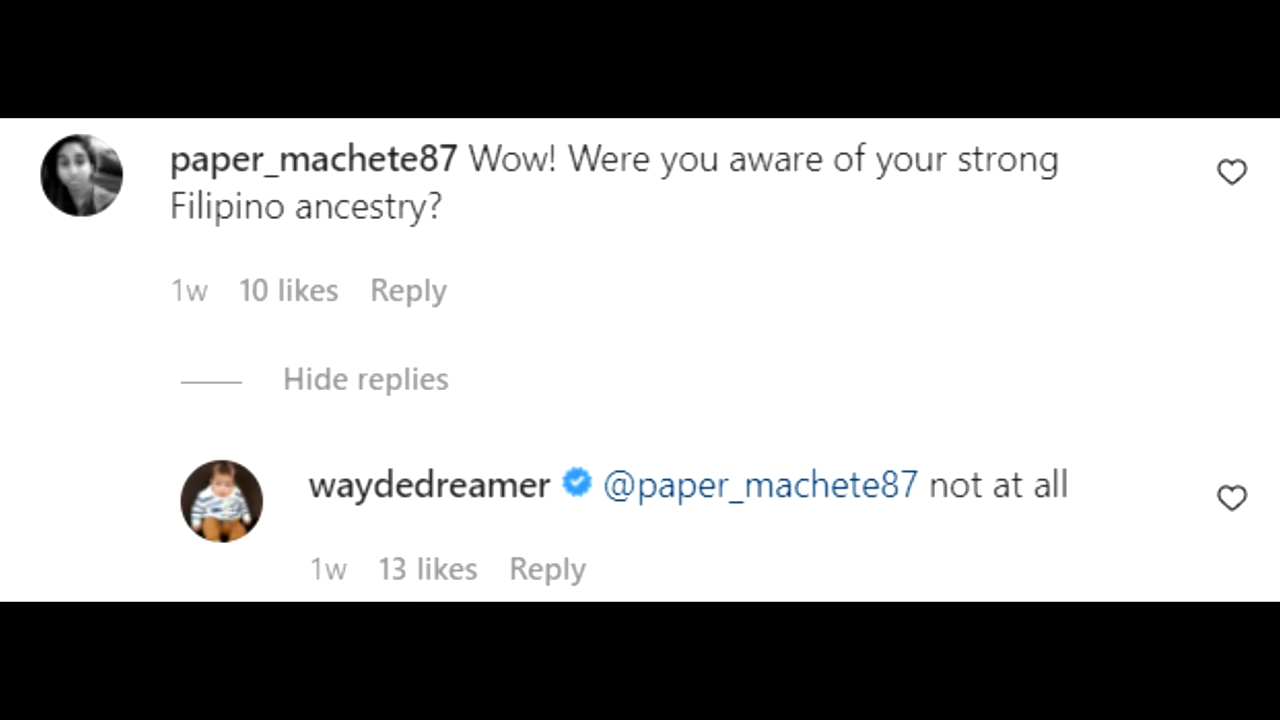 paper_machete87 Wow! Were you aware of your strong
Filipino ancestry?
1w 10 likes Reply
Hide replies
waydedreamer @paper_machete87 not at all
1w 13 likes Reply